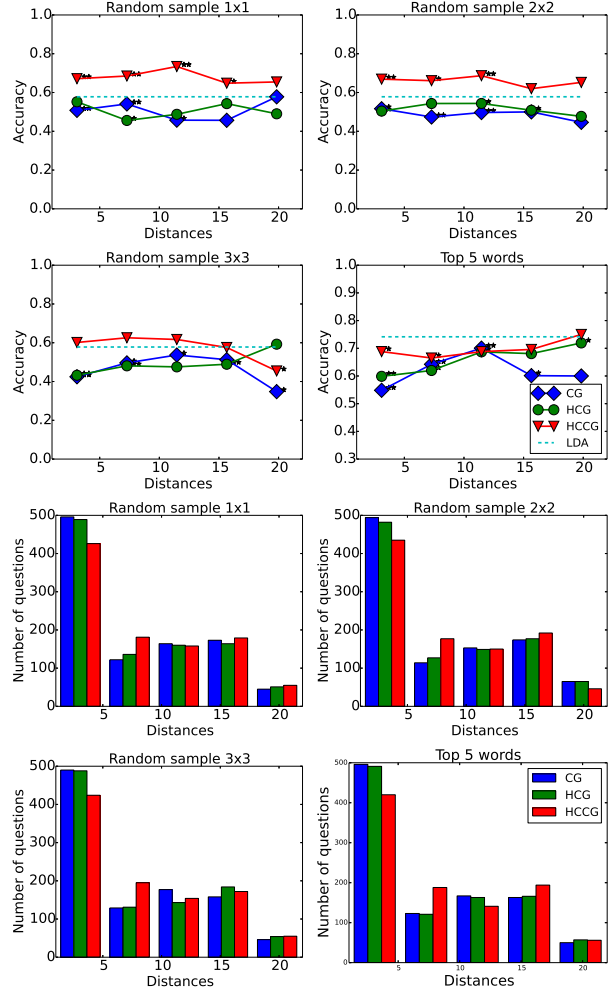 Random sample 1x1
1.0
0.8
0.6
0.4
0.2
0.0
Accuracy
5 10 15 20
Distances
Random sample 2x2
1.0
0.8
0.6
0.4
0.2
0.0
Accuracy
5 10 15 20
Distances
Random sample 3x3
1.0
0.8
0.6
0.4
0.2
0.0
Accuracy
5 10 15 20
Distances
Top 5 words
1.0
0.9
0.8
0.7
0.6
0.5
0.4
0.3
Accuracy
CG
HCG
HCCG
LDA
5 10 15 20
Distances
Random sample 1x1
500
400
300
200
100
0
Number of questions
5 10 15 20
Distances
Random sample 2x2
500
400
300
200
100
0
Number of questions
5 10 15 20
Distances
Random sample 3x3
500
400
300
200
100
0
Number of questions
5 10 15 20
Distances
Top 5 words
500
400
300
200
100
0
Number of questions
CG
HCG
HCCG
5 10 15 20
Distances